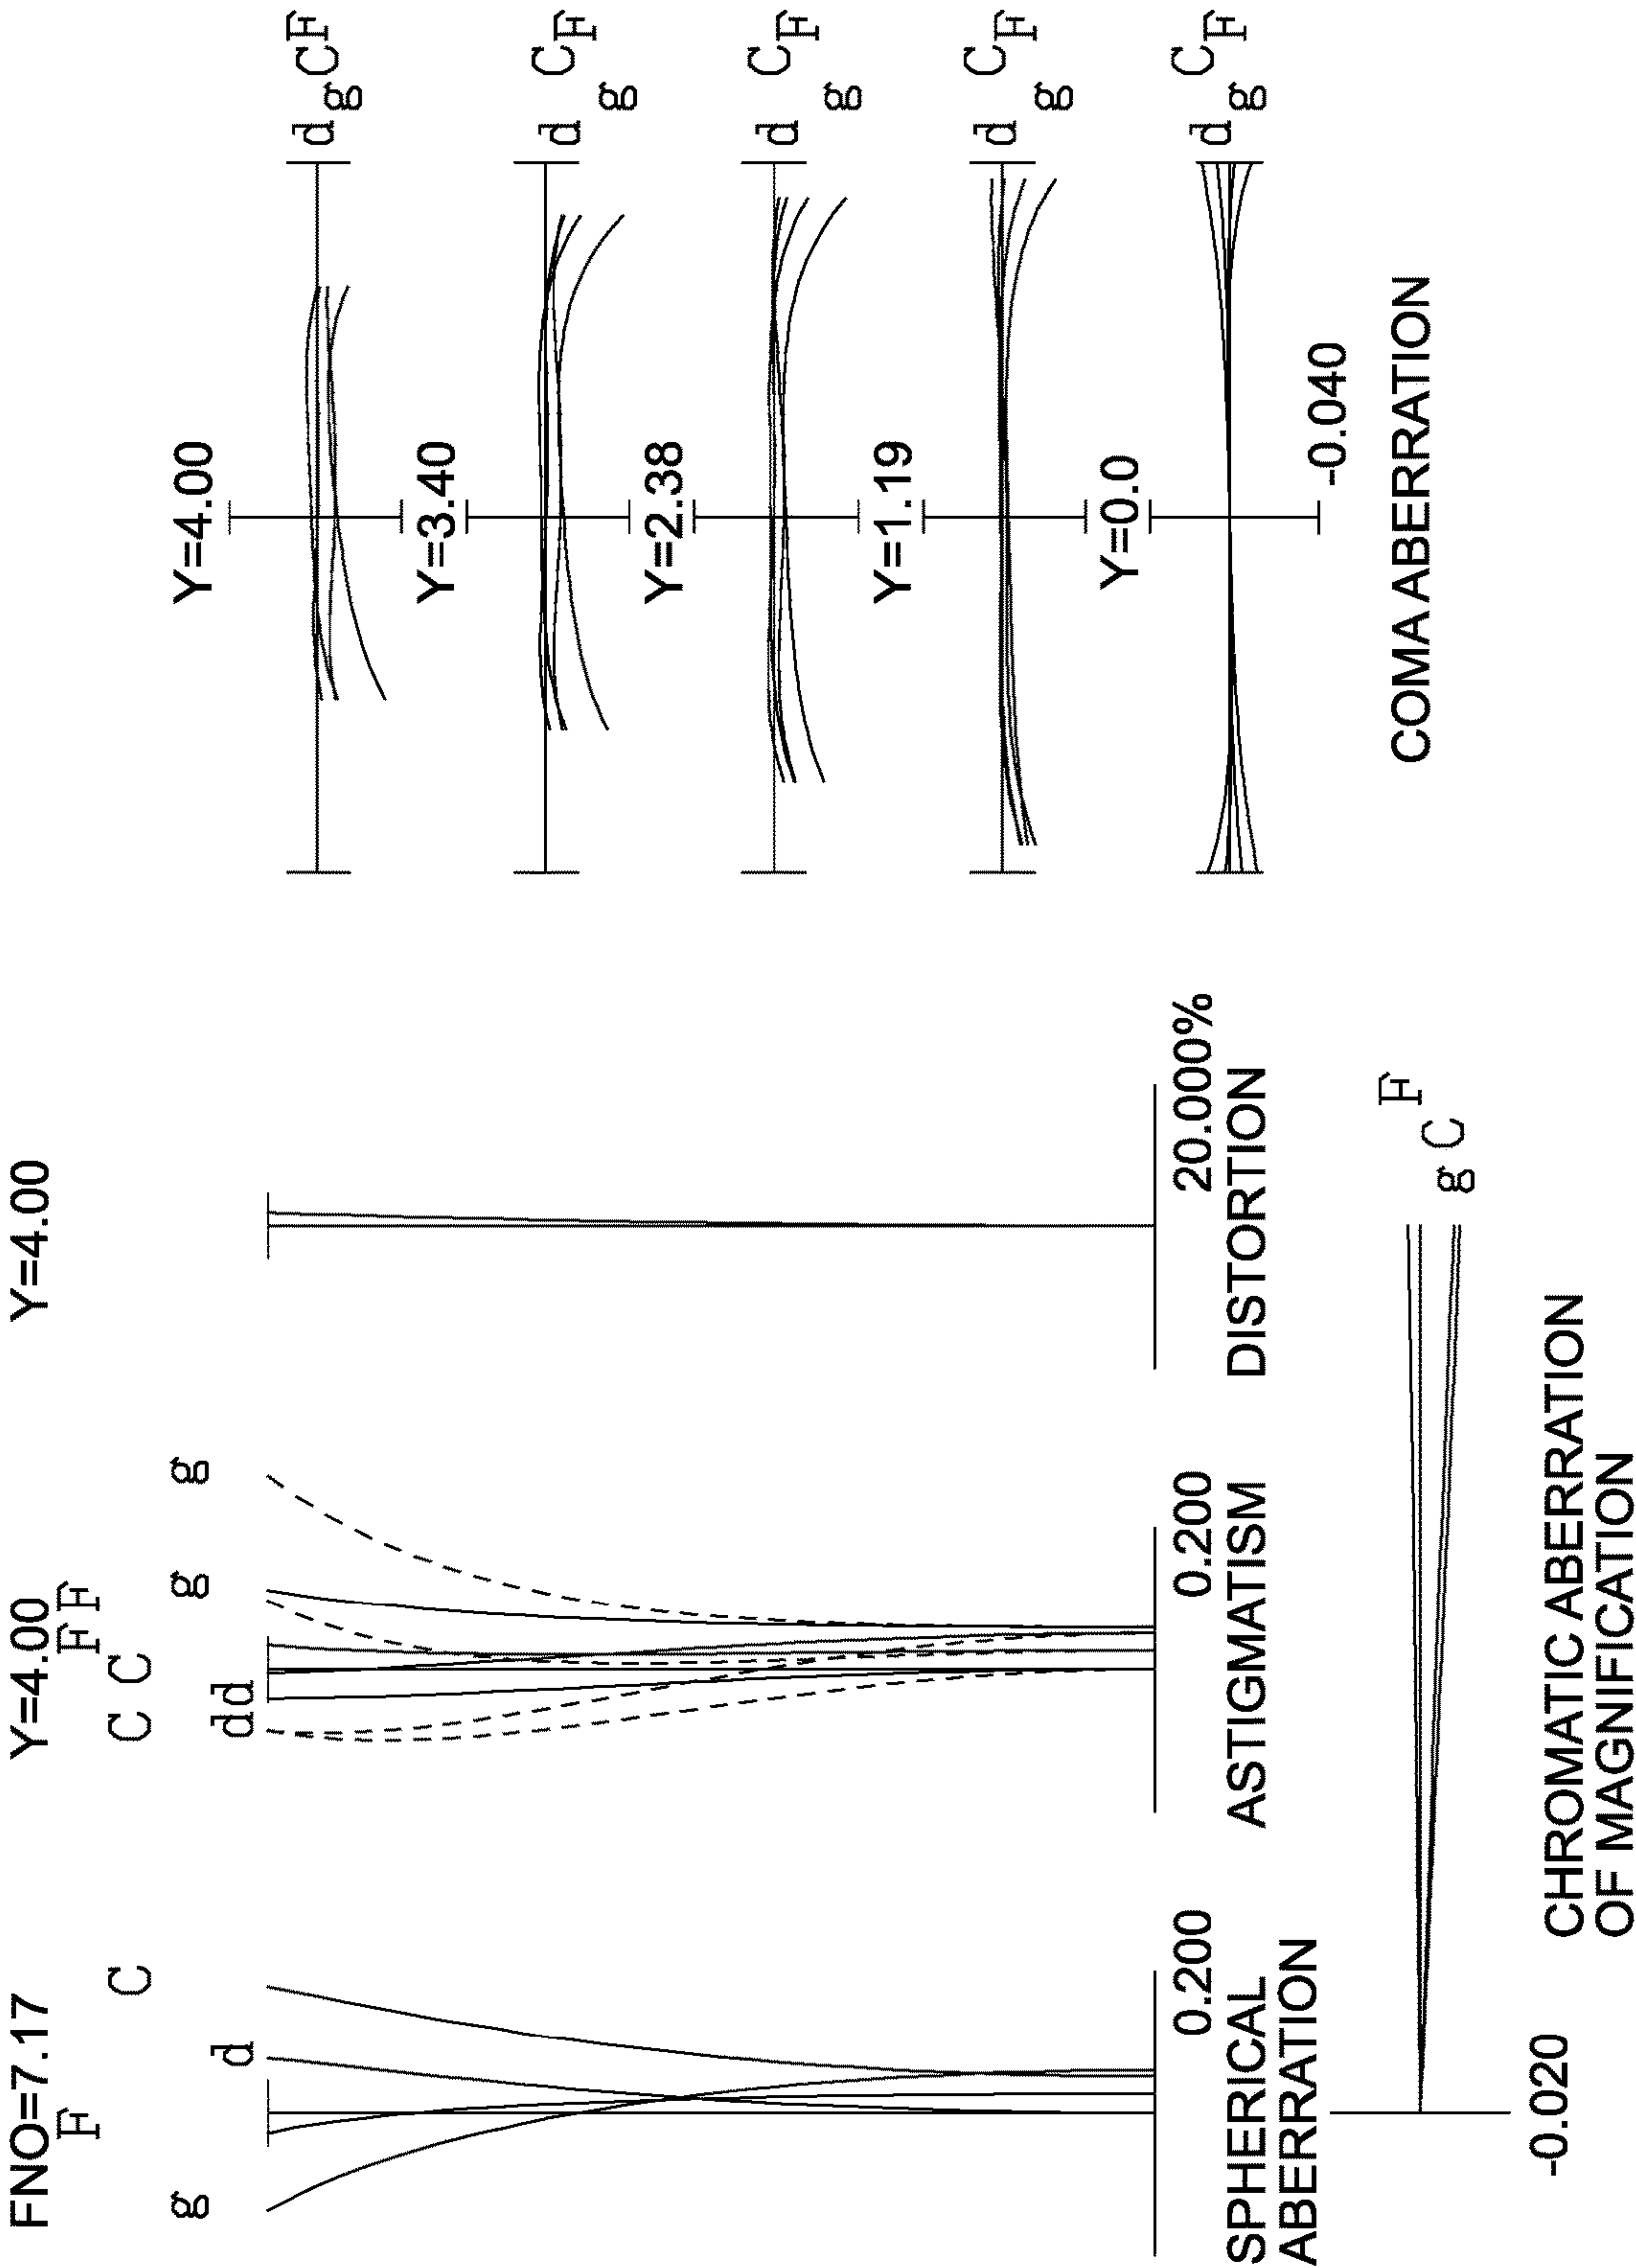 FNO=7.17
F
C
d
g
0.200
SPHERICAL
ABERRATION
Y=4.00
F F
C C
g
g
d d
0.200
ASTIGMATISM
Y=4.00
20.000%
DISTORTION
Y=4.00
d g C F
Y=3.40
d g C F
Y=2.38
d g C F
Y=1.19
d g C F
Y=0.0
d g C F
-0.040
COMA ABERRATION
F
g C
-0.020
CHROMATIC ABERRATION
OF MAGNIFICATION